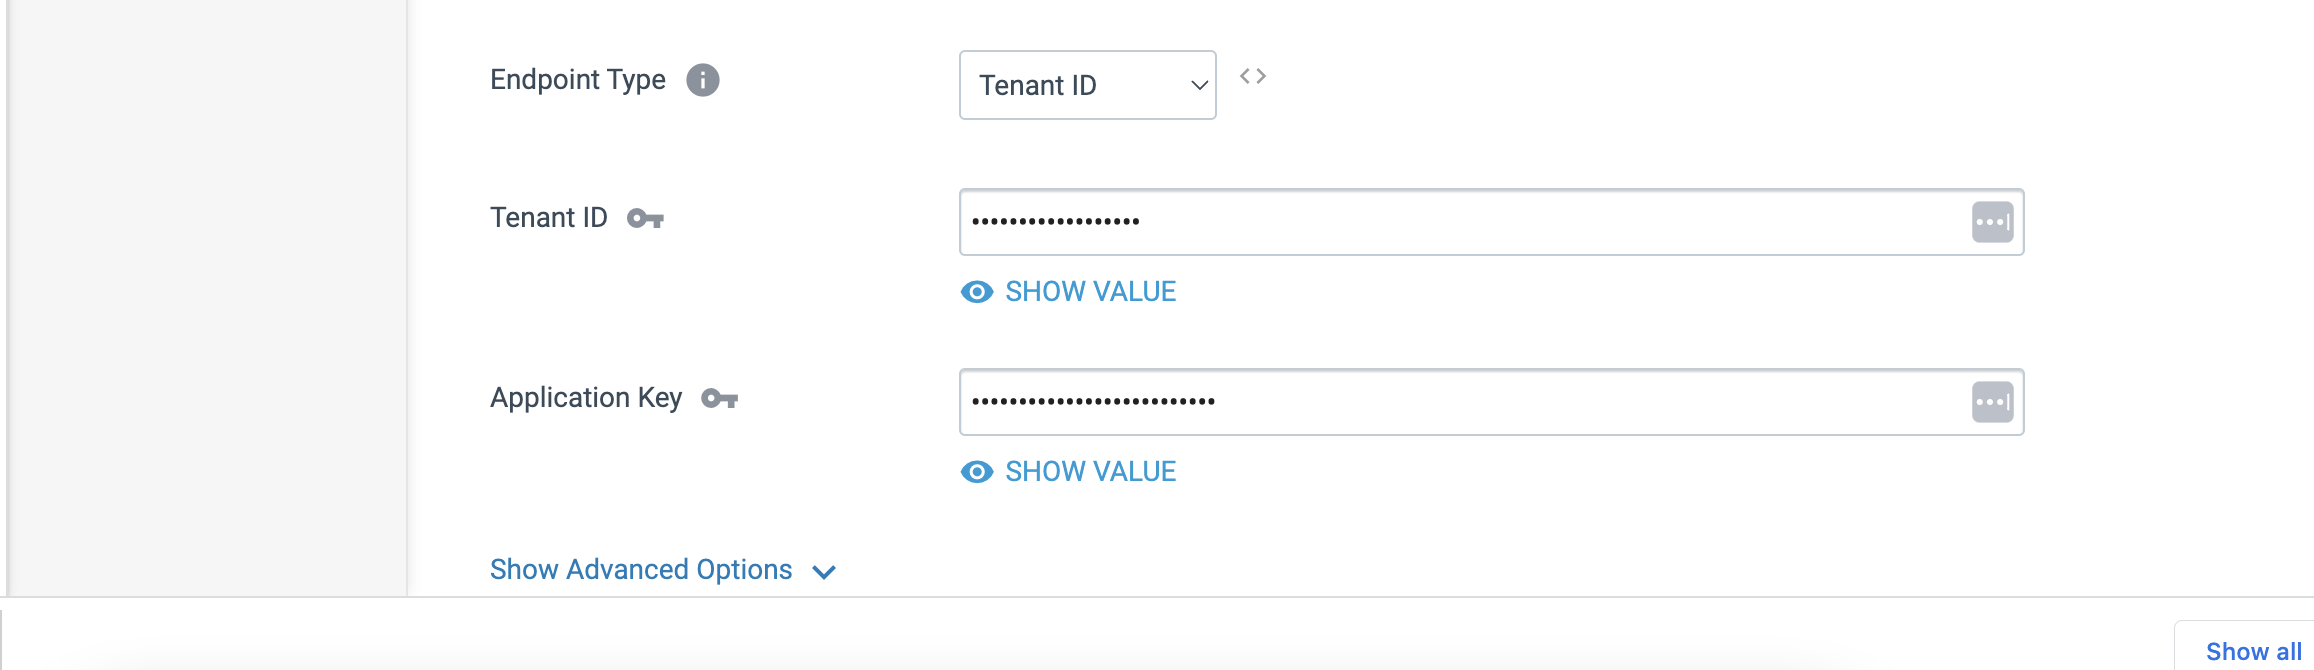 Endpoint Type
Tenant ID
Tenant ID
••••••••••••••••••
SHOW VALUE
Application Key
••••••••••••••••••••••••••
SHOW VALUE
Show Advanced Options
Show all